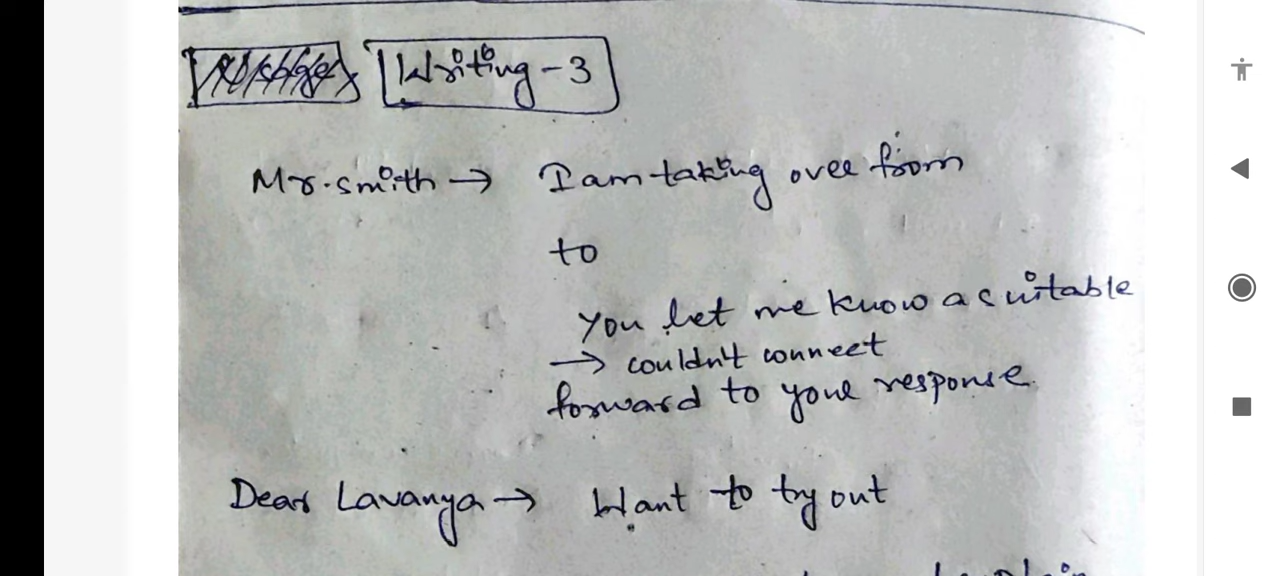 Writing-3
Mr. Smith → I am taking over from
to
you let me know a suitable
→ couldn't connect
forward to your response.
Dear Lavanya → Want to try out